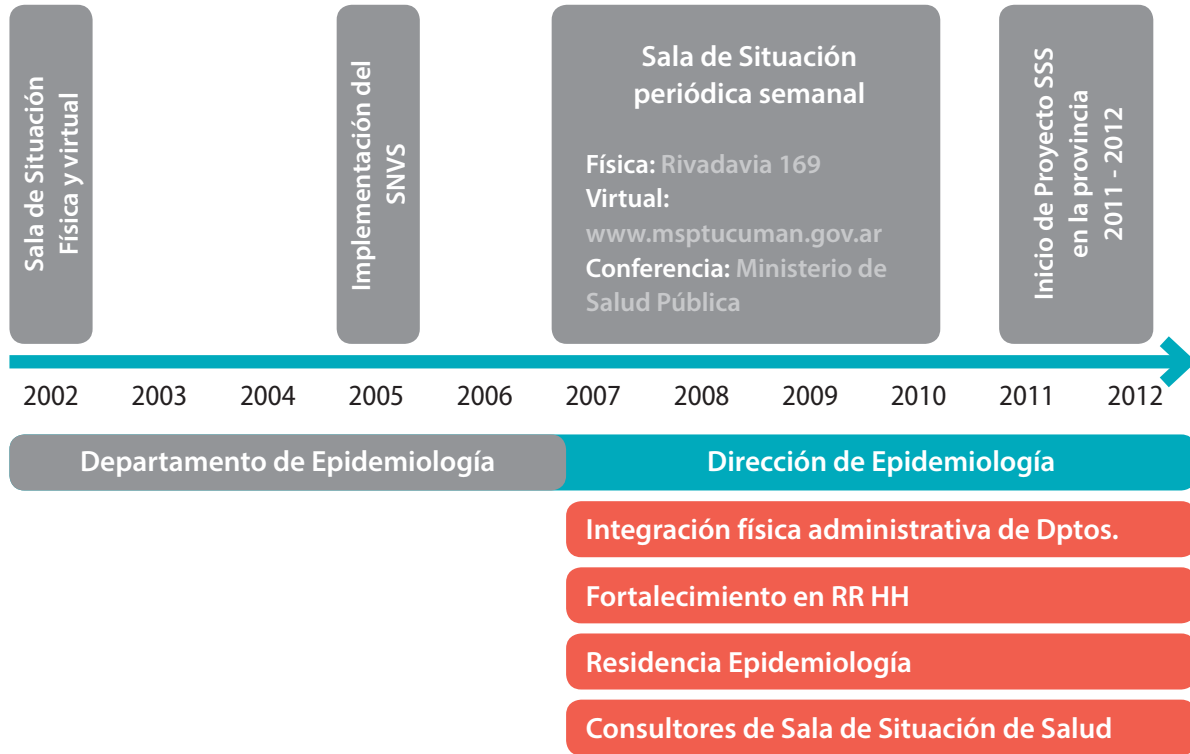 Sala de Situación
Física y virtual
Implementación del
SNVS
Sala de Situación
periódica semanal
Física: Rivadavia 169
Virtual:
www.msptucuman.gov.ar
Conferencia: Ministerio de
Salud Pública
Inicio de Proyecto SSS
en la provincia
2011 - 2012
2002 2003 2004 2005 2006 2007 2008 2009 2010 2011 2012
Departamento de Epidemiología
Dirección de Epidemiología
Integración física administrativa de Dptos.
Fortalecimiento en RR HH
Residencia Epidemiología
Consultores de Sala de Situación de Salud